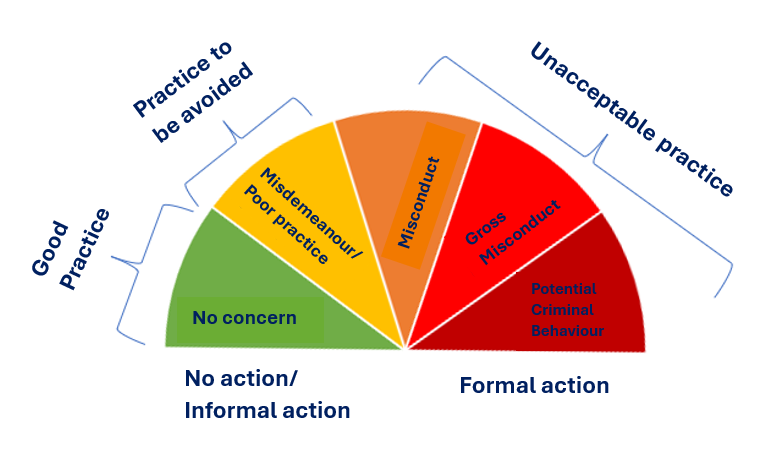 Good
Practice
Practice to
be avoided
Unacceptable practice
No concern
Misdemeanour/
Poor practice
Misconduct
Gross
Misconduct
Potential
Criminal
Behaviour
No action/
Informal action
Formal action